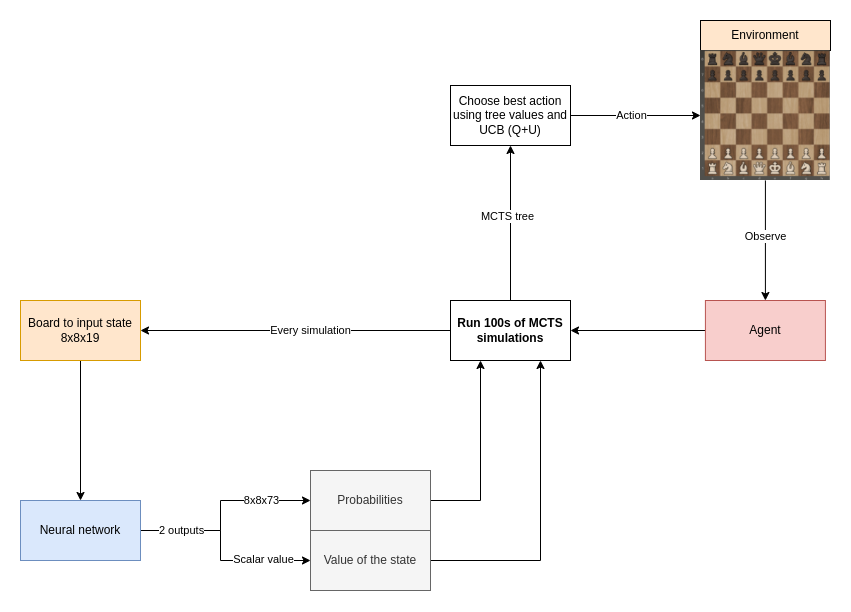 Environment
Choose best action
using tree values and
UCB (Q+U)
Action
MCTS tree
Observe
Board to input state
8x8x19
Every simulation
Run 100s of MCTS
simulations
Agent
Neural network
2 outputs
8x8x73
Probabilities
Scalar value
Value of the state